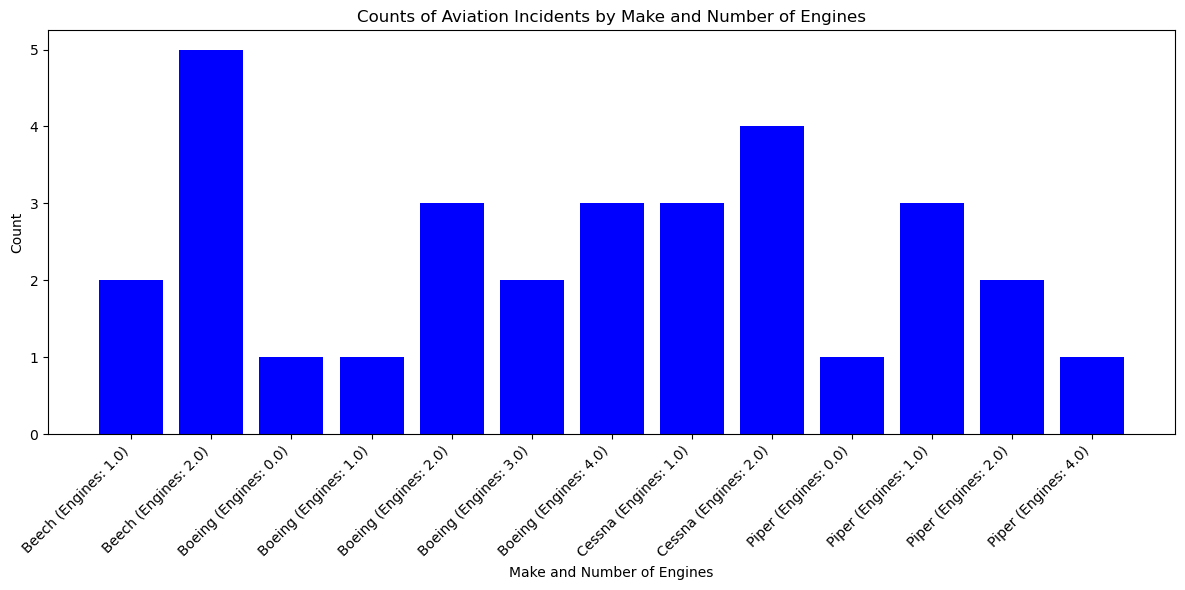 Counts of Aviation Incidents by Make and Number of Engines
Count
5
4
3
2
1
0
Beech (Engines: 1.0)
Beech (Engines: 2.0)
Boeing (Engines: 0.0)
Boeing (Engines: 1.0)
Boeing (Engines: 2.0)
Boeing (Engines: 3.0)
Boeing (Engines: 4.0)
Cessna (Engines: 1.0)
Cessna (Engines: 2.0)
Piper (Engines: 0.0)
Piper (Engines: 1.0)
Piper (Engines: 2.0)
Piper (Engines: 4.0)
Make and Number of Engines